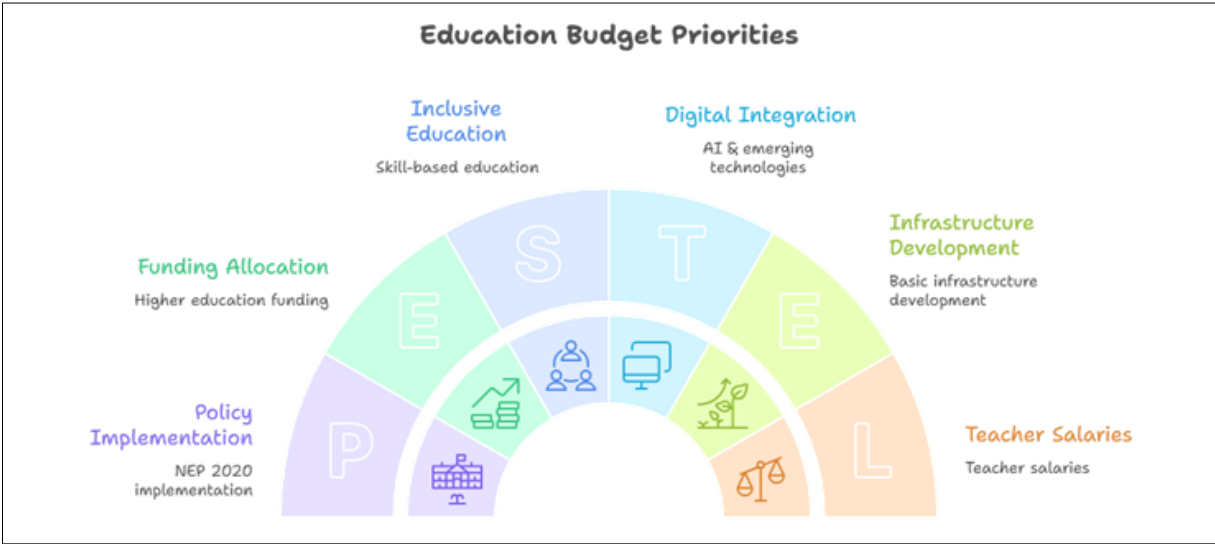 Education Budget Priorities
Inclusive
Education
Skill-based education
Digital Integration
AI & emerging
technologies
Funding Allocation
Higher education funding
Infrastructure
Development
Basic infrastructure
development
Policy
Implementation
NEP 2020
implementation
Teacher Salaries
Teacher salaries
P
E
S
T
E
L